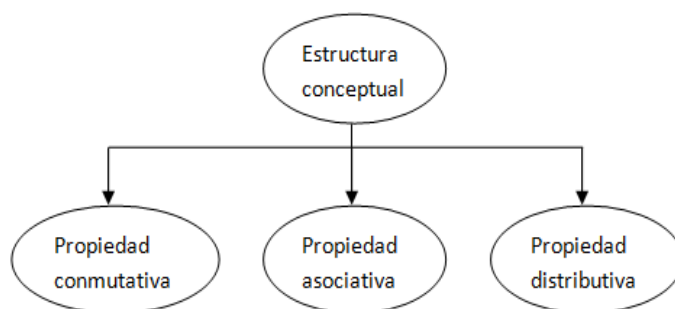 Estructura
conceptual
Propiedad
conmutativa
Propiedad
asociativa
Propiedad
distributiva